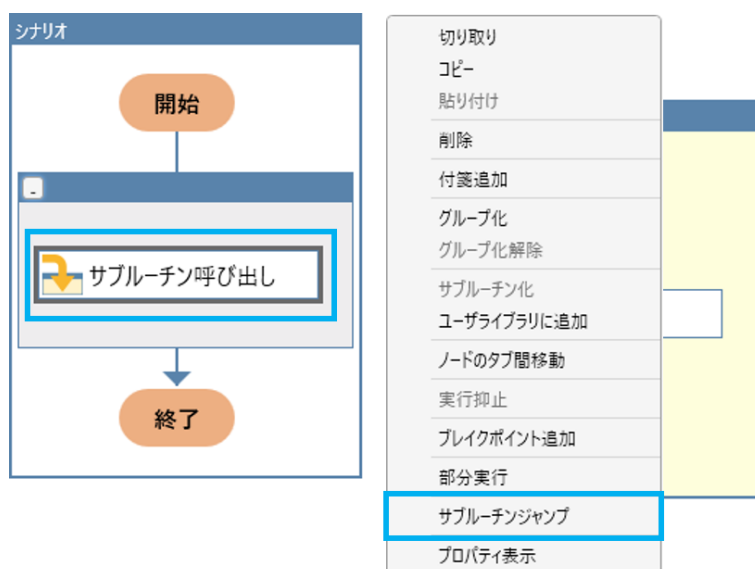 シナリオ
開始
-
サブルーチン呼び出し
終了
切り取り
コピー
貼り付け
削除
付箋追加
グループ化
グループ化解除
サブルーチン化
ユーザライブラリに追加
ノードのタブ間移動
実行抑止
ブレイクポイント追加
部分実行
サブルーチンジャンプ
プロパティ表示